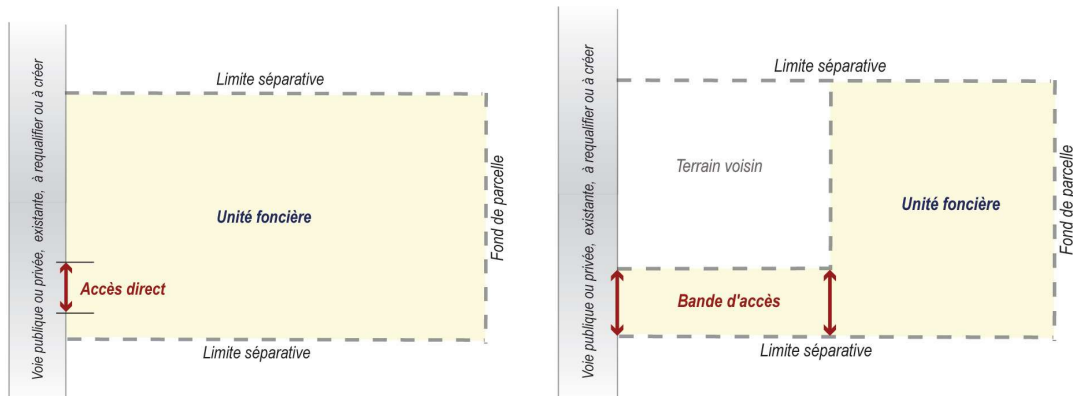 Voie publique ou privée, existante, à requalifier ou à créer
Limite séparative
Unité foncière
Accès direct
Limite séparative
Fond de parcelle
Voie publique ou privée, existante, à requalifier ou à créer
Limite séparative
Terrain voisin
Unité foncière
Bande d'accès
Limite séparative
Fond de parcelle